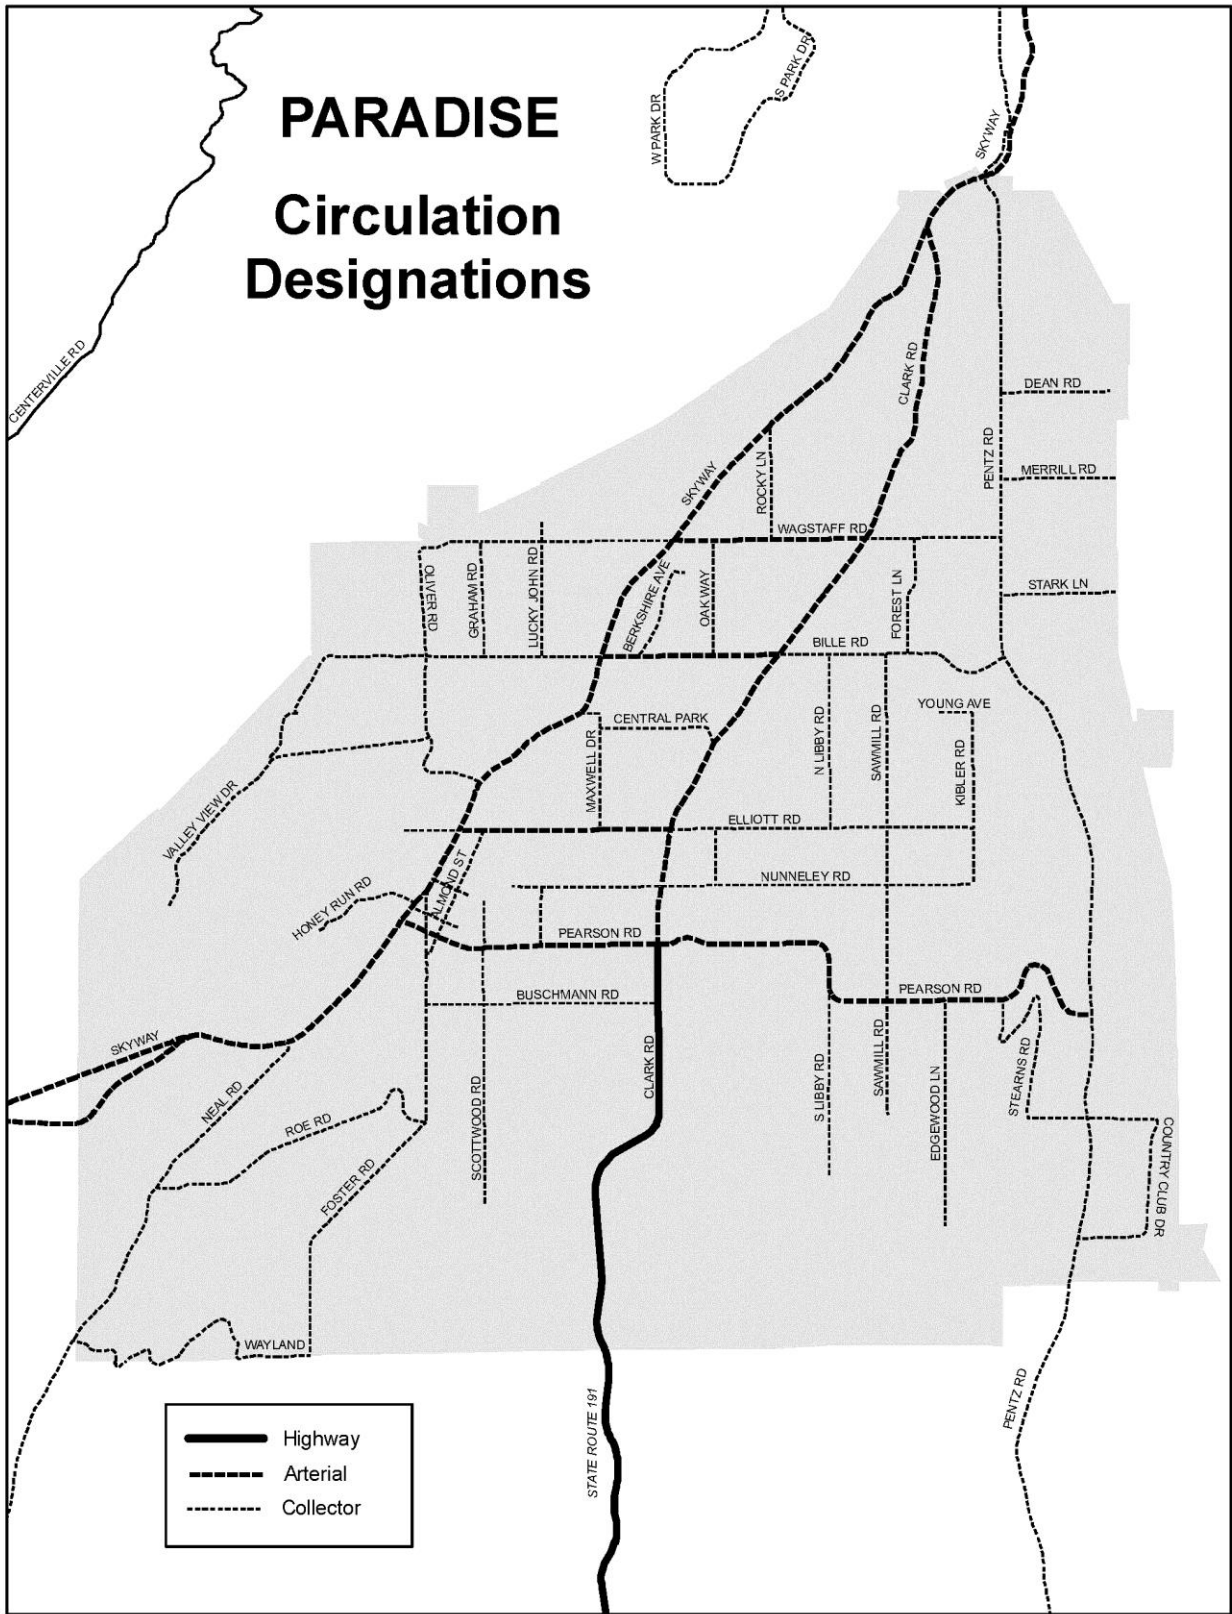 PARADISE
Circulation
Designations
W PARK DR
S PARK DR
SKYWAY
CENTERVILLE RD
CLARK RD
DEAN RD
PENTZ RD
MERRILL RD
SKYWAY
ROCKY LN
WAGSTAFF RD
OLIVER RD
GRAHAM RD
LUCKY JOHN RD
BERKSHIRE AVE
OAK WAY
FOREST LN
STARK LN
BILLE RD
CENTRAL PARK
MAXWELL DR
N LIBBY RD
SAWMILL RD
YOUNG AVE
KIBLER RD
VALLEY VIEW DR
ELLIOTT RD
ALMOND ST
NUNNELEY RD
HONEY RUN RD
PEARSON RD
PEARSON RD
BUSCHMANN RD
SKYWAY
CLARK RD
NEAL RD
ROE RD
SCOTTWOOD RD
S LIBBY RD
SAWMILL RD
EDGEWOOD LN
STEARNS RD
COUNTRY CLUB DR
FOSTER RD
WAYLAND
STATE ROUTE 191
PENTZ RD
Highway
Arterial
Collector